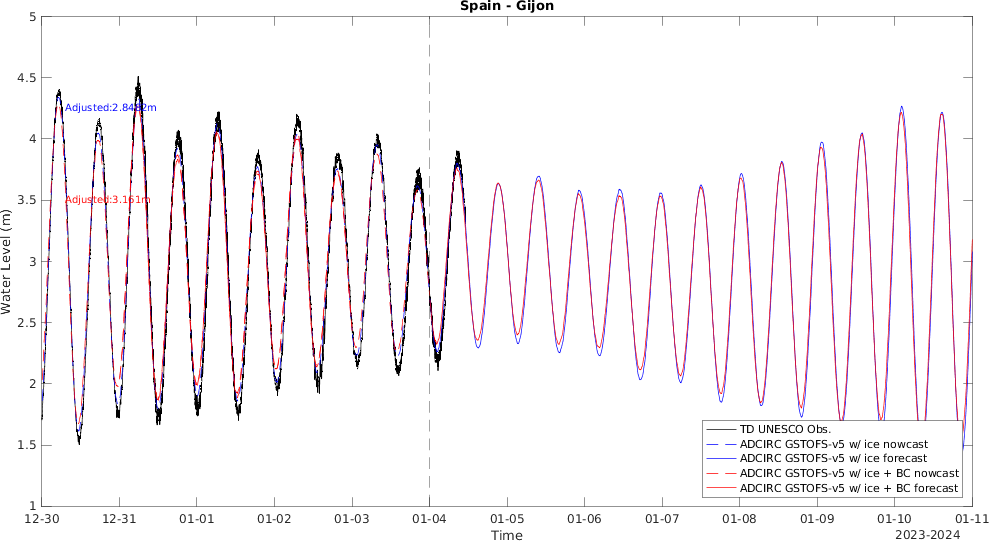 Spain - Gijon
5
4.5
4
3.5
3
2.5
2
1.5
1
Water Level (m)
Adjusted:2.8482m
Adjusted:3.161m
TD UNESCO Obs.
ADCIRC GSTOFS-v5 w/ ice nowcast
ADCIRC GSTOFS-v5 w/ ice forecast
ADCIRC GSTOFS-v5 w/ ice + BC nowcast
ADCIRC GSTOFS-v5 w/ ice + BC forecast
12-30 12-31 01-01 01-02 01-03 01-04 01-05 01-06 01-07 01-08 01-09 01-10 01-11
Time
2023-2024